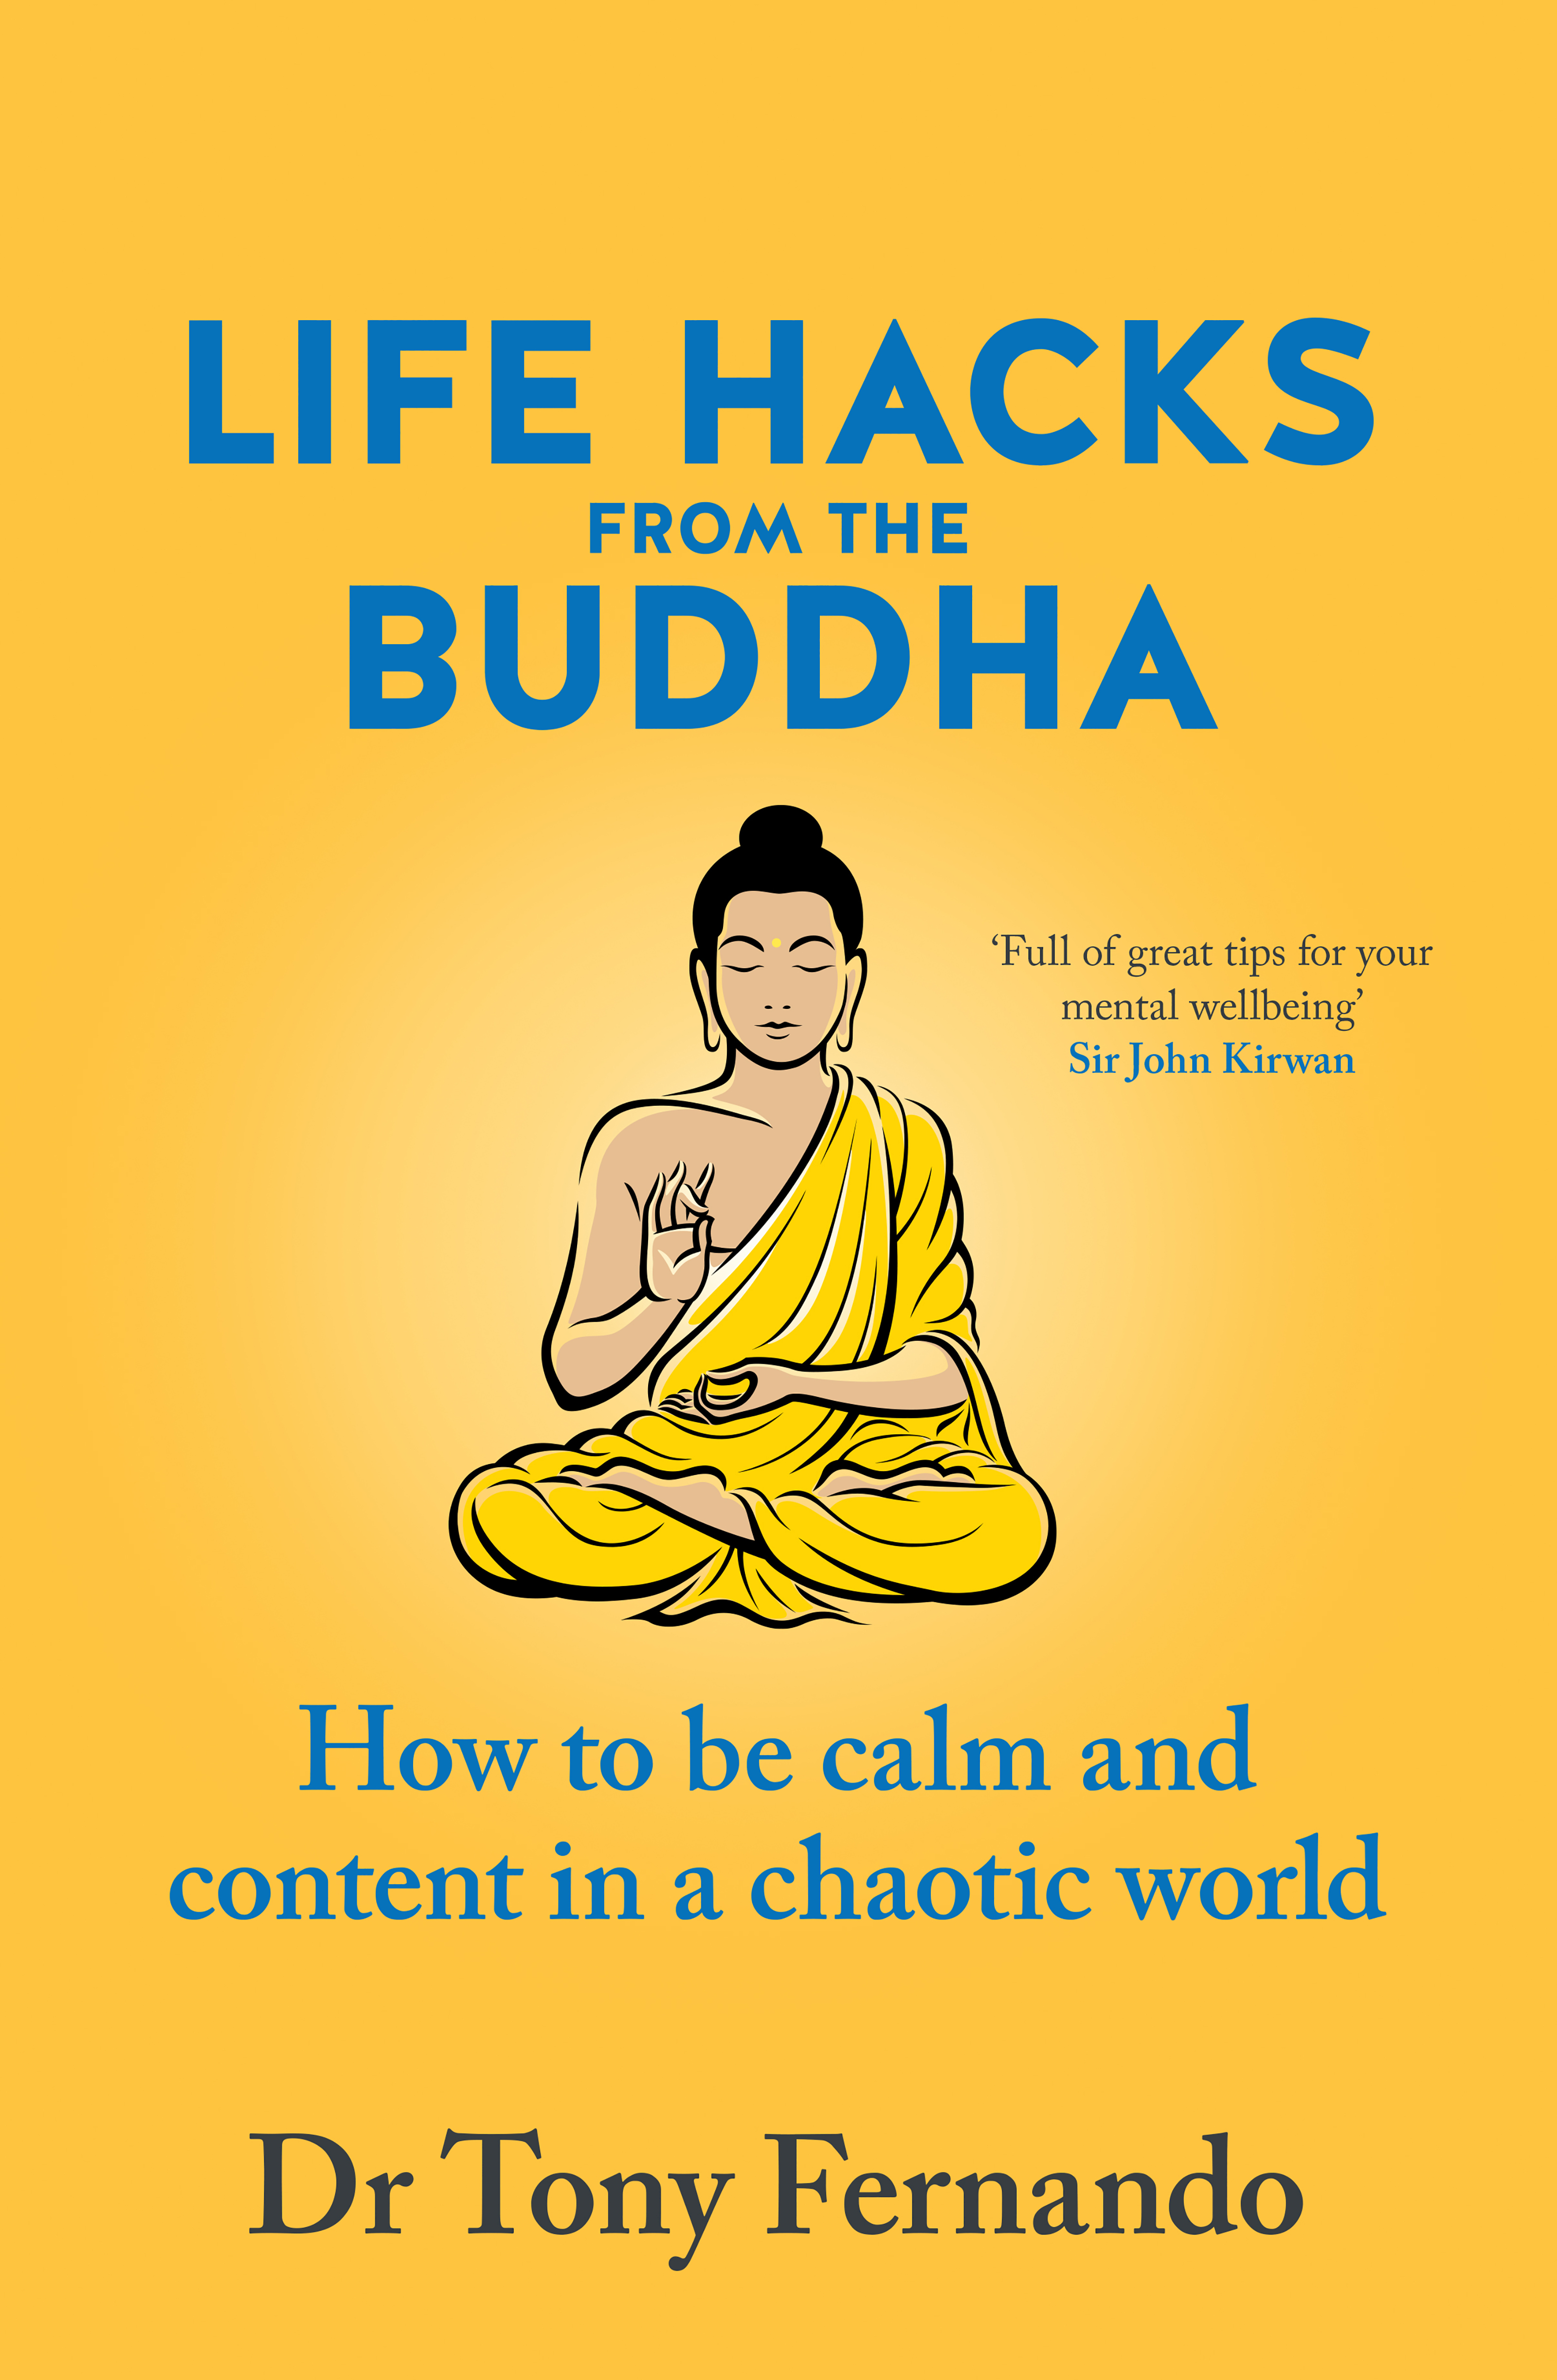 LIFE HACKS
FROM THE
BUDDHA
‘Full of great tips for your
mental wellbeing’
Sir John Kirwan
How to be calm and
content in a chaotic world
Dr Tony Fernando